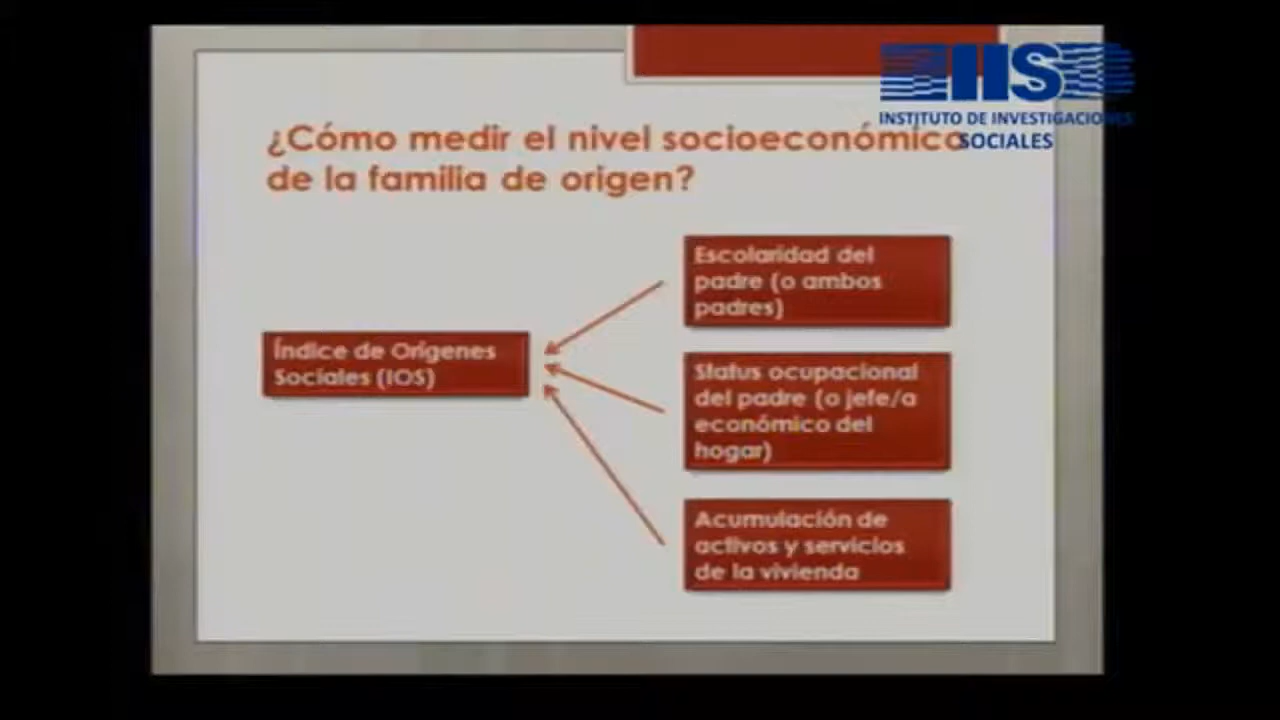 IIS
INSTITUTO DE INVESTIGACIONES
SOCIALES
¿Cómo medir el nivel socioeconómico
de la familia de origen?
Índice de Orígenes
Sociales (IOS)
Escolaridad del
padre (o ambos
padres)
Status ocupacional
del padre (o jefe/a
económico del
hogar)
Acumulación de
activos y servicios
de la vivienda